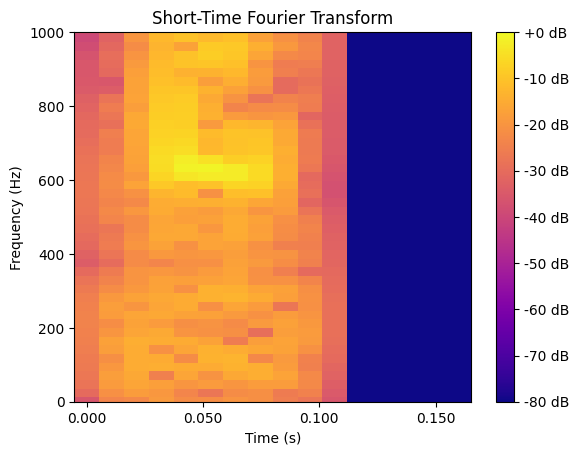 Short-Time Fourier Transform
1000
800
600
400
200
0
Frequency (Hz)
0.000
0.050
0.100
0.150
Time (s)
+0 dB
-10 dB
-20 dB
-30 dB
-40 dB
-50 dB
-60 dB
-70 dB
-80 dB